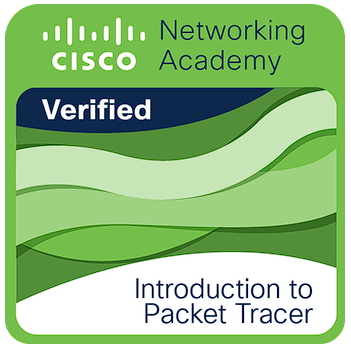 Networking
CISCO Academy
Verified
Introduction to
Packet Tracer